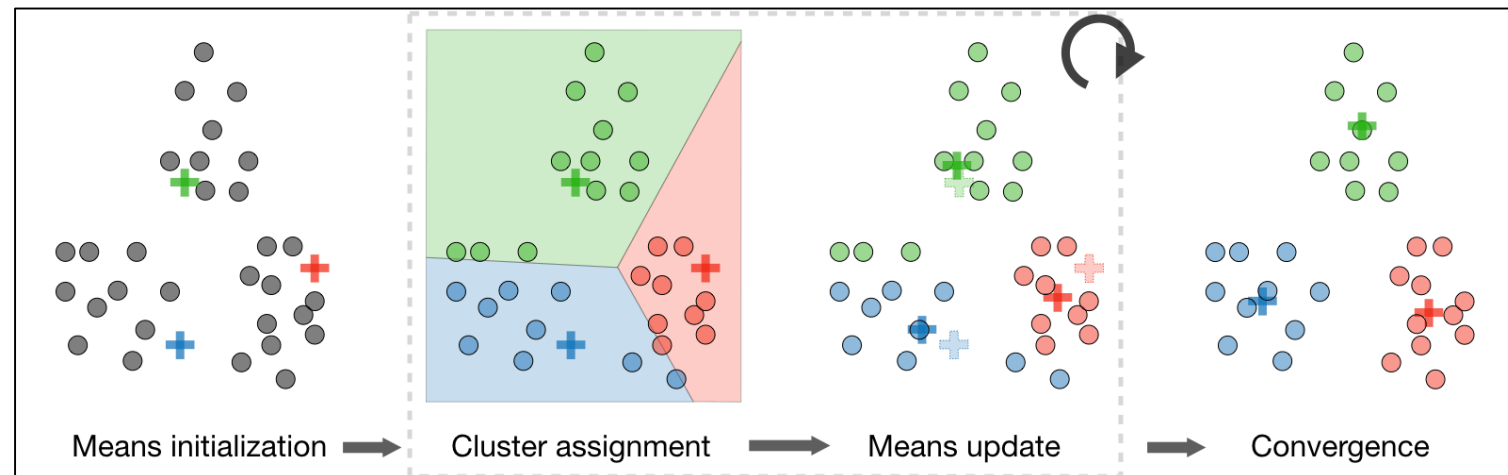 Means initialization
Cluster assignment
Means update
Convergence